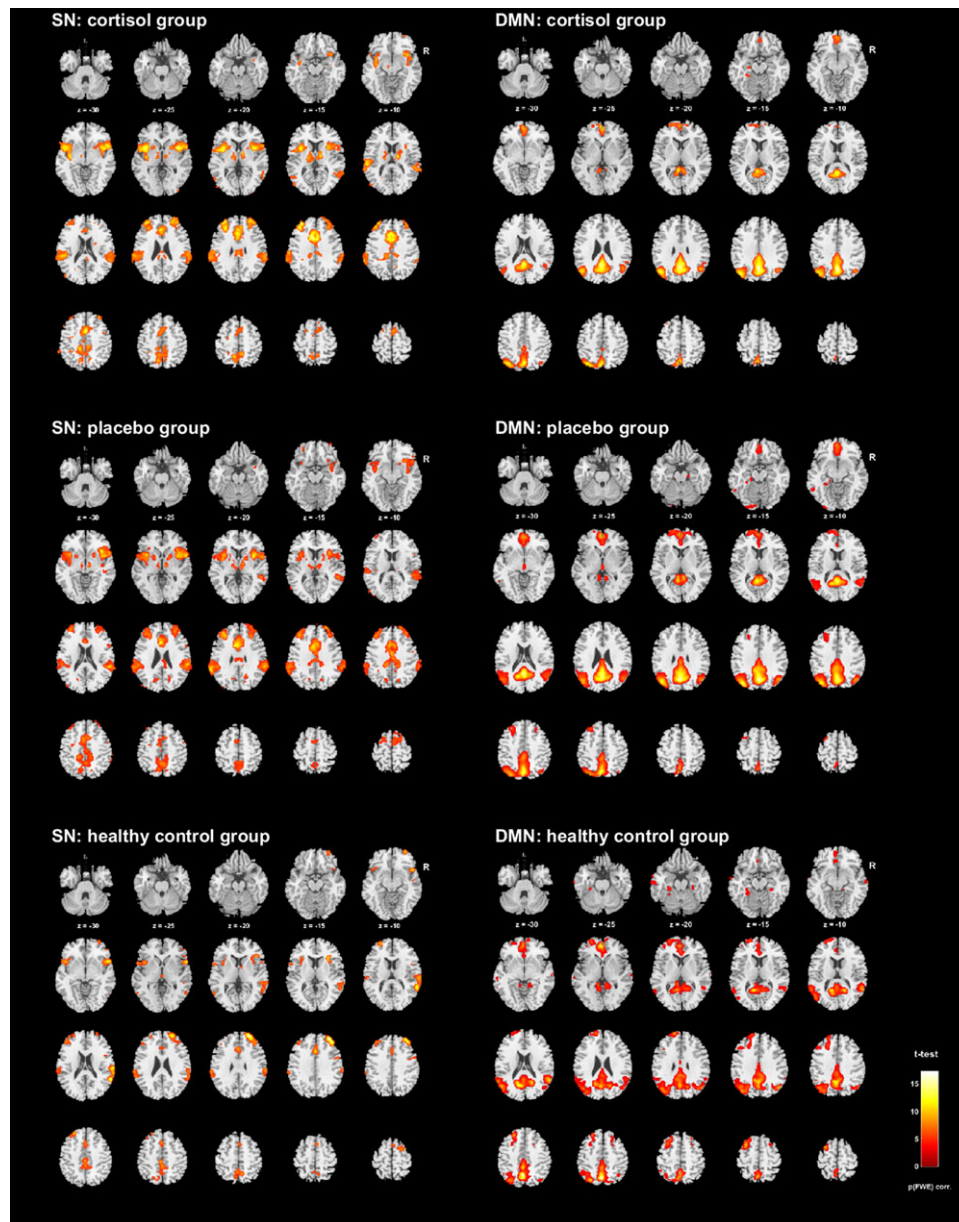 SN: cortisol group
DMN: cortisol group
L
R
R
z = -30 z = -25 z = -20 z = -15 z = -10
z = -30 z = -25 z = -20 z = -15 z = -10
SN: placebo group
DMN: placebo group
L
R
R
z = -30 z = -25 z = -20 z = -15 z = -10
z = -30 z = -25 z = -20 z = -15 z = -10
SN: healthy control group
DMN: healthy control group
L
R
R
z = -30 z = -25 z = -20 z = -15 z = -10
z = -30 z = -25 z = -20 z = -15 z = -10
t-test
15
10
5
0
p(FWE) corr.